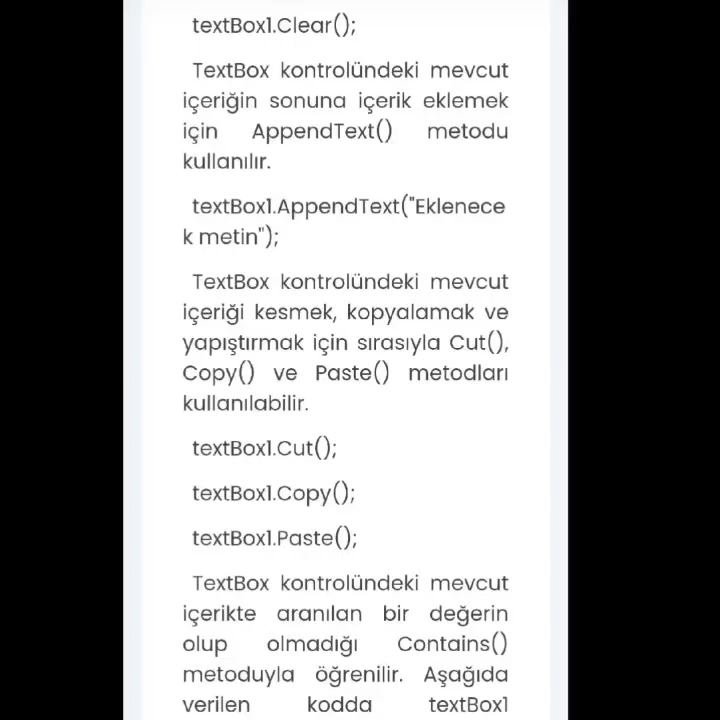 textBox1.Clear();
TextBox kontrolündeki mevcut
içeriğin sonuna içerik eklemek
için AppendText() metodu
kullanılır.
textBox1.AppendText("Eklenece
k metin");
TextBox kontrolündeki mevcut
içeriği kesmek, kopyalamak ve
yapıştırmak için sırasıyla Cut(),
Copy() ve Paste() metodları
kullanılabilir.
textBox1.Cut();
textBox1.Copy();
textBox1.Paste();
TextBox kontrolündeki mevcut
içerikte aranılan bir değerin
olup olmadığı Contains()
metoduyla öğrenilir. Aşağıda
verilen kodda textBox1